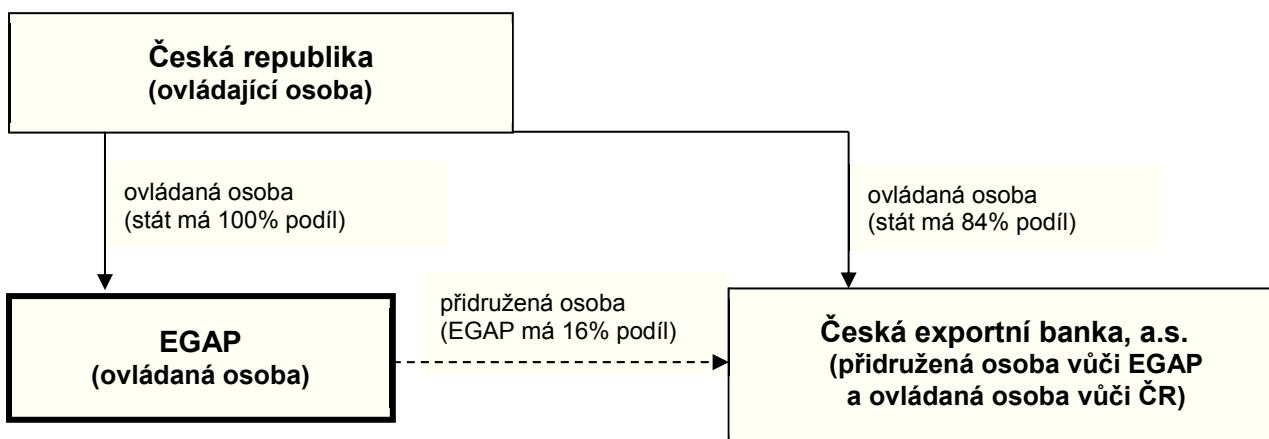 Česká republika
(ovládající osoba)
ovládaná osoba
(stát má 100% podíl)
ovládaná osoba
(stát má 84% podíl)
přidružená osoba
(EGAP má 16% podíl)
EGAP
(ovládaná osoba)
Česká exportní banka, a.s.
(přidružená osoba vůči EGAP
a ovládaná osoba vůči ČR)